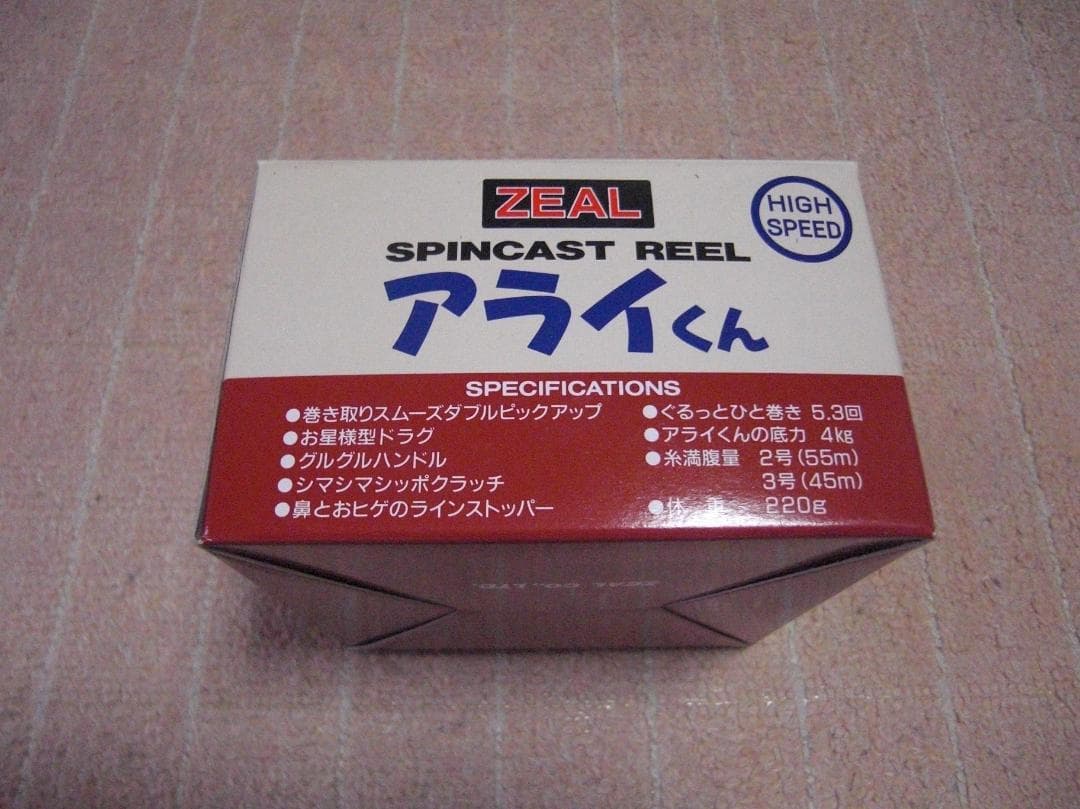 ZEAL
HIGH
SPEED
SPINCAST REEL
アライくん
SPECIFICATIONS
●巻き取りスムーズダブルピックアップ
●お星様型ドラグ
●グルグルハンドル
●シマシマシッポクラッチ
●鼻とおヒゲのラインストッパー
●ぐるっとひと巻き 5.3回
●アライくんの底力 4kg
●糸満腹量 2号(55m)
3号(45m)
●体 重 220g
ZEAL CO., LTD.